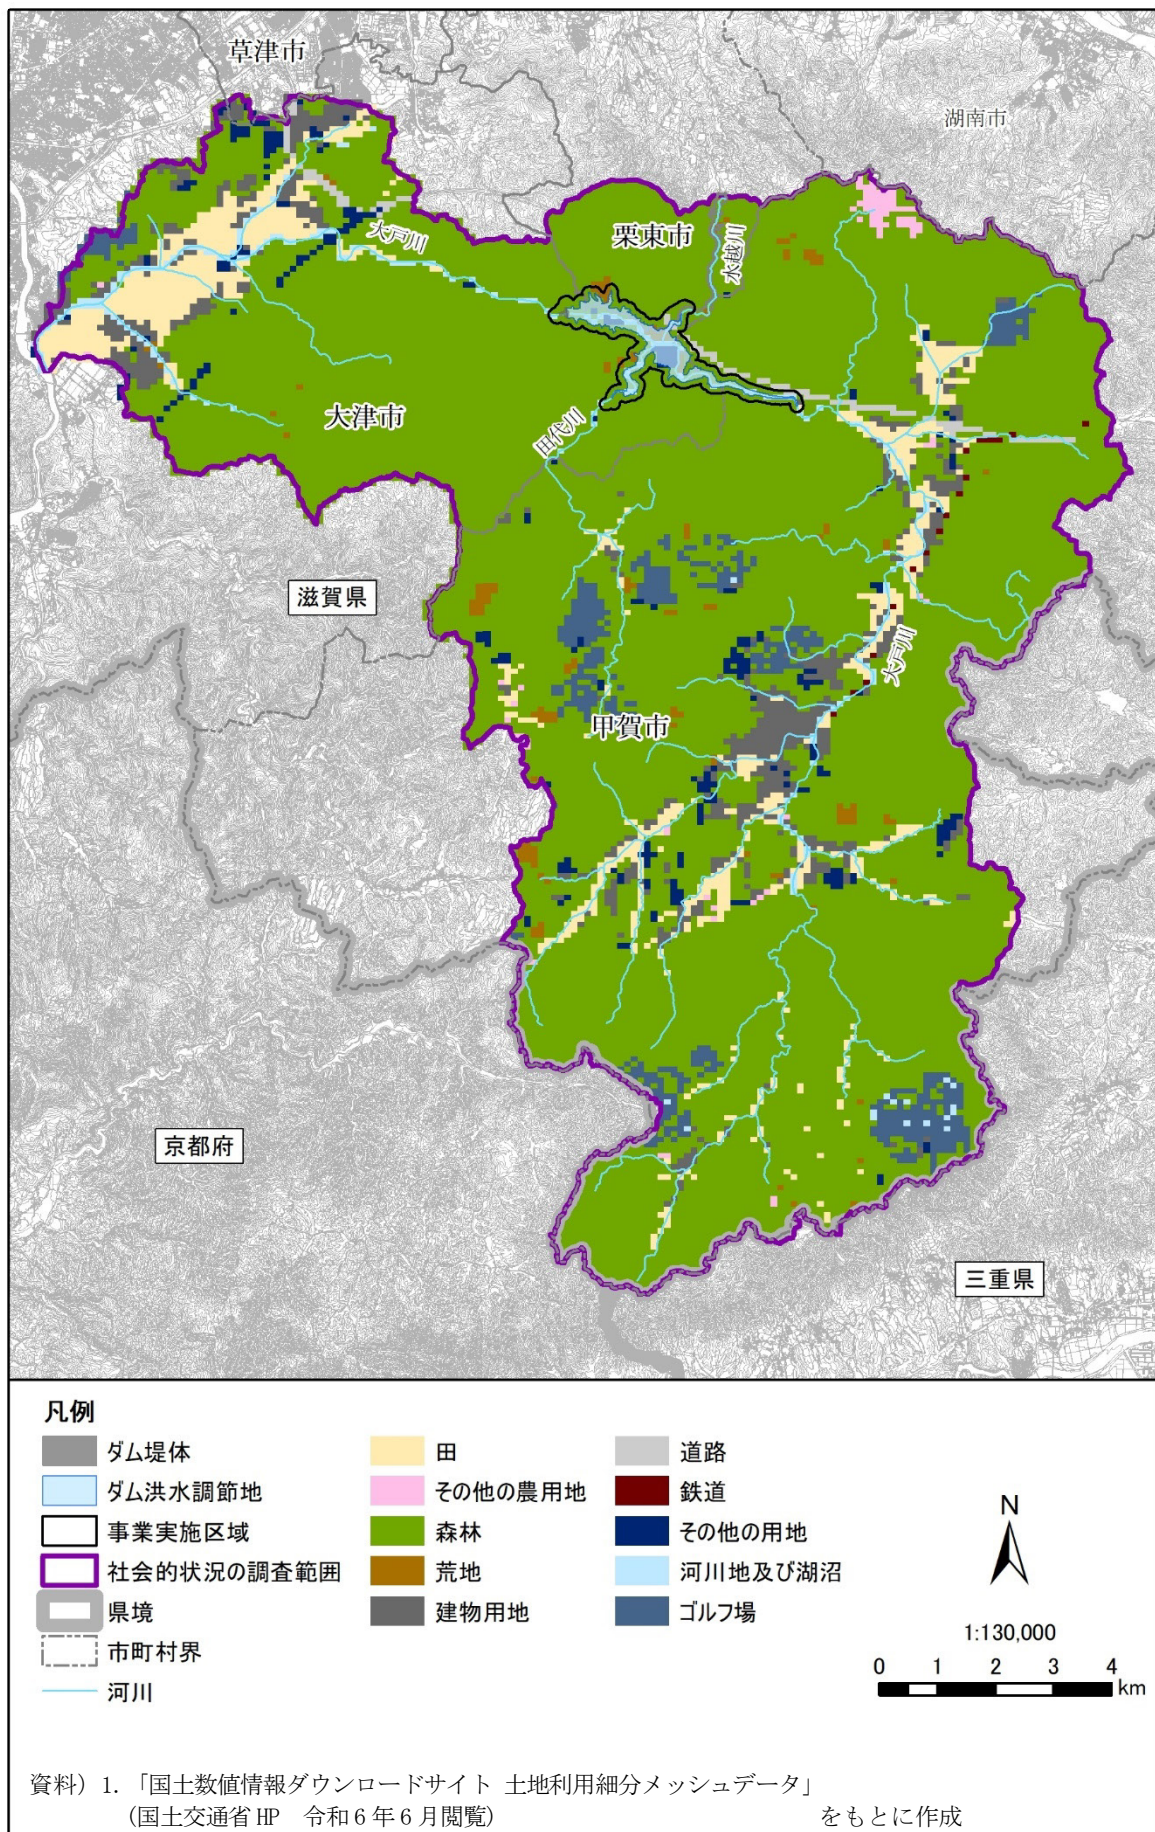 草津市
湖南市
栗東市
水越川
大戸川
大津市
田代川
滋賀県
大戸川
甲賀市
京都府
三重県
凡例
ダム堤体
ダム洪水調節地
事業実施区域
社会的状況の調査範囲
県境
市町村界
河川
田
その他の農用地
森林
荒地
建物用地
道路
鉄道
その他の用地
河川地及び湖沼
ゴルフ場
N
1:130,000
0 1 2 3 4
km
資料）1.「国土数値情報ダウンロードサイト 土地利用細分メッシュデータ」
（国土交通省 HP 令和6年6月閲覧） をもとに作成